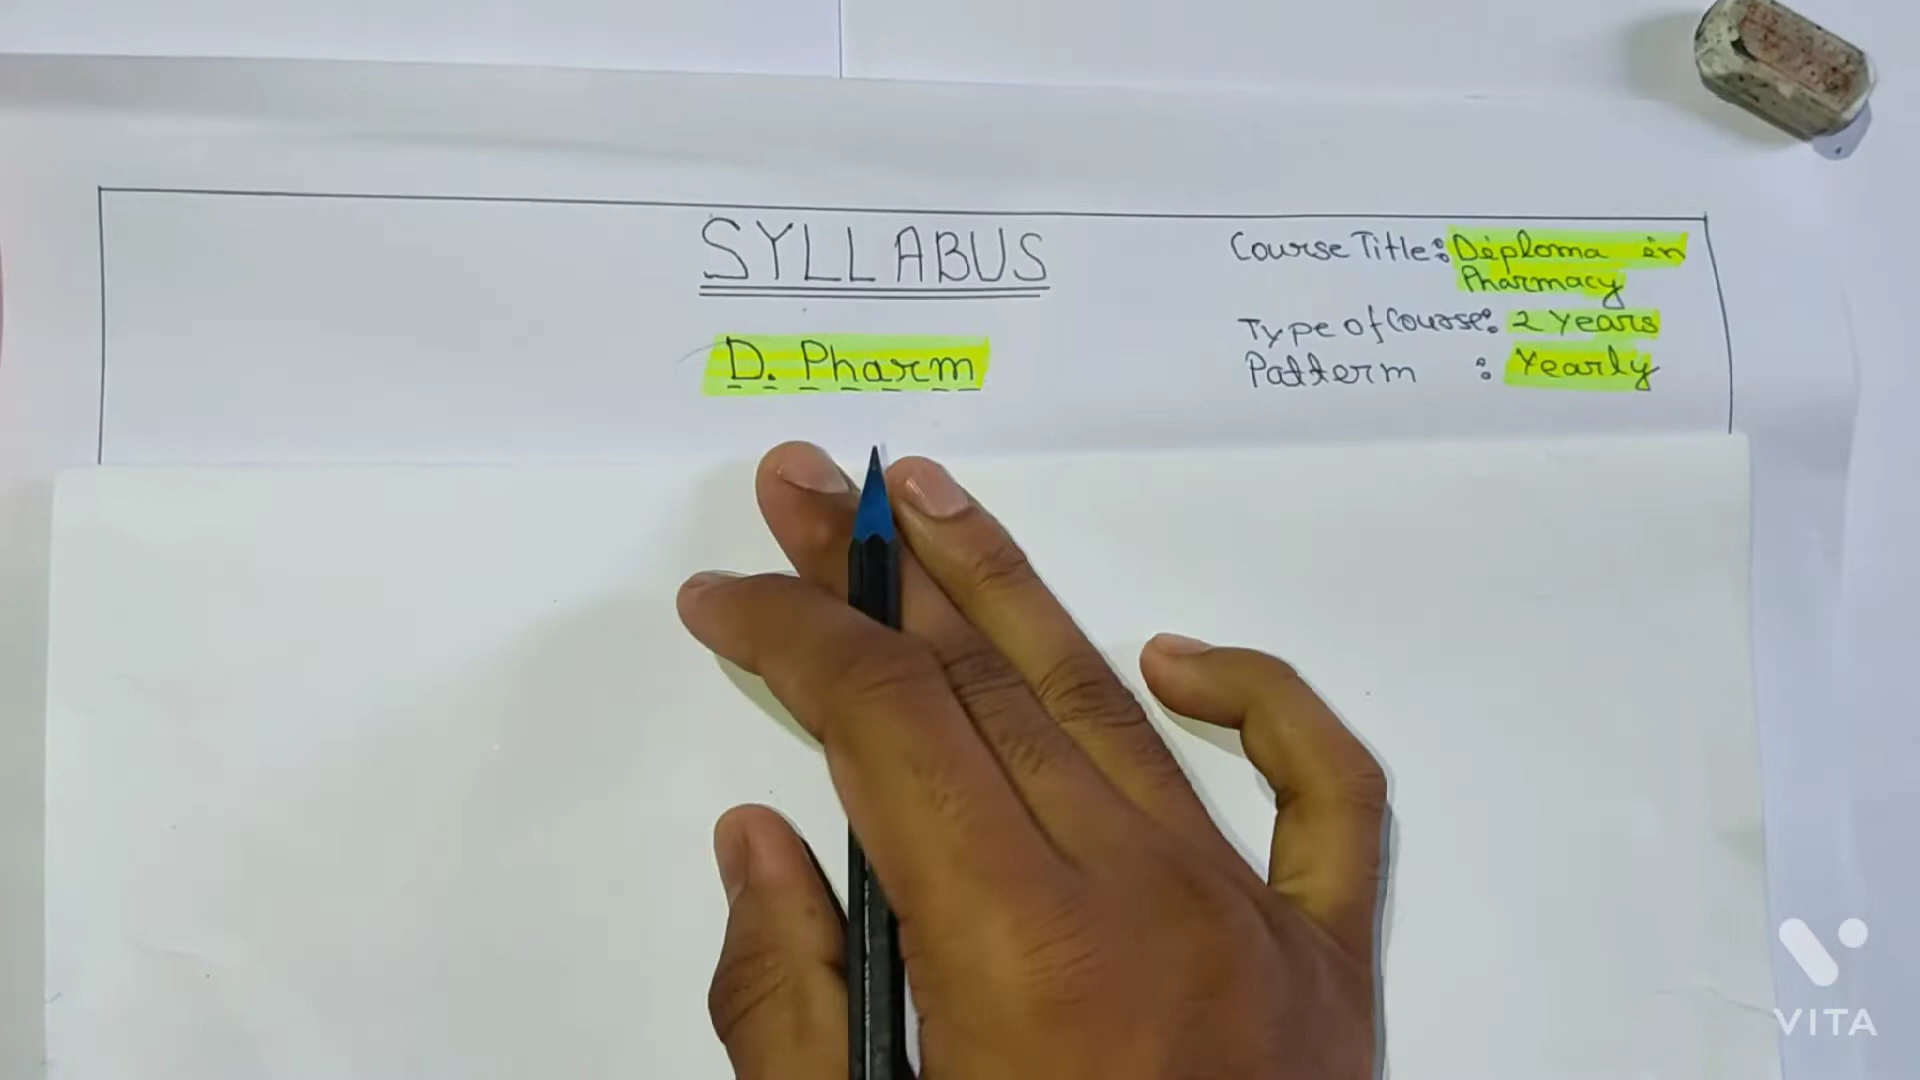 SYLLABUS
D. Pharm
Course Title: Diploma in
Pharmacy
Type of Course: 2 Years
Pattern : Yearly
VITA